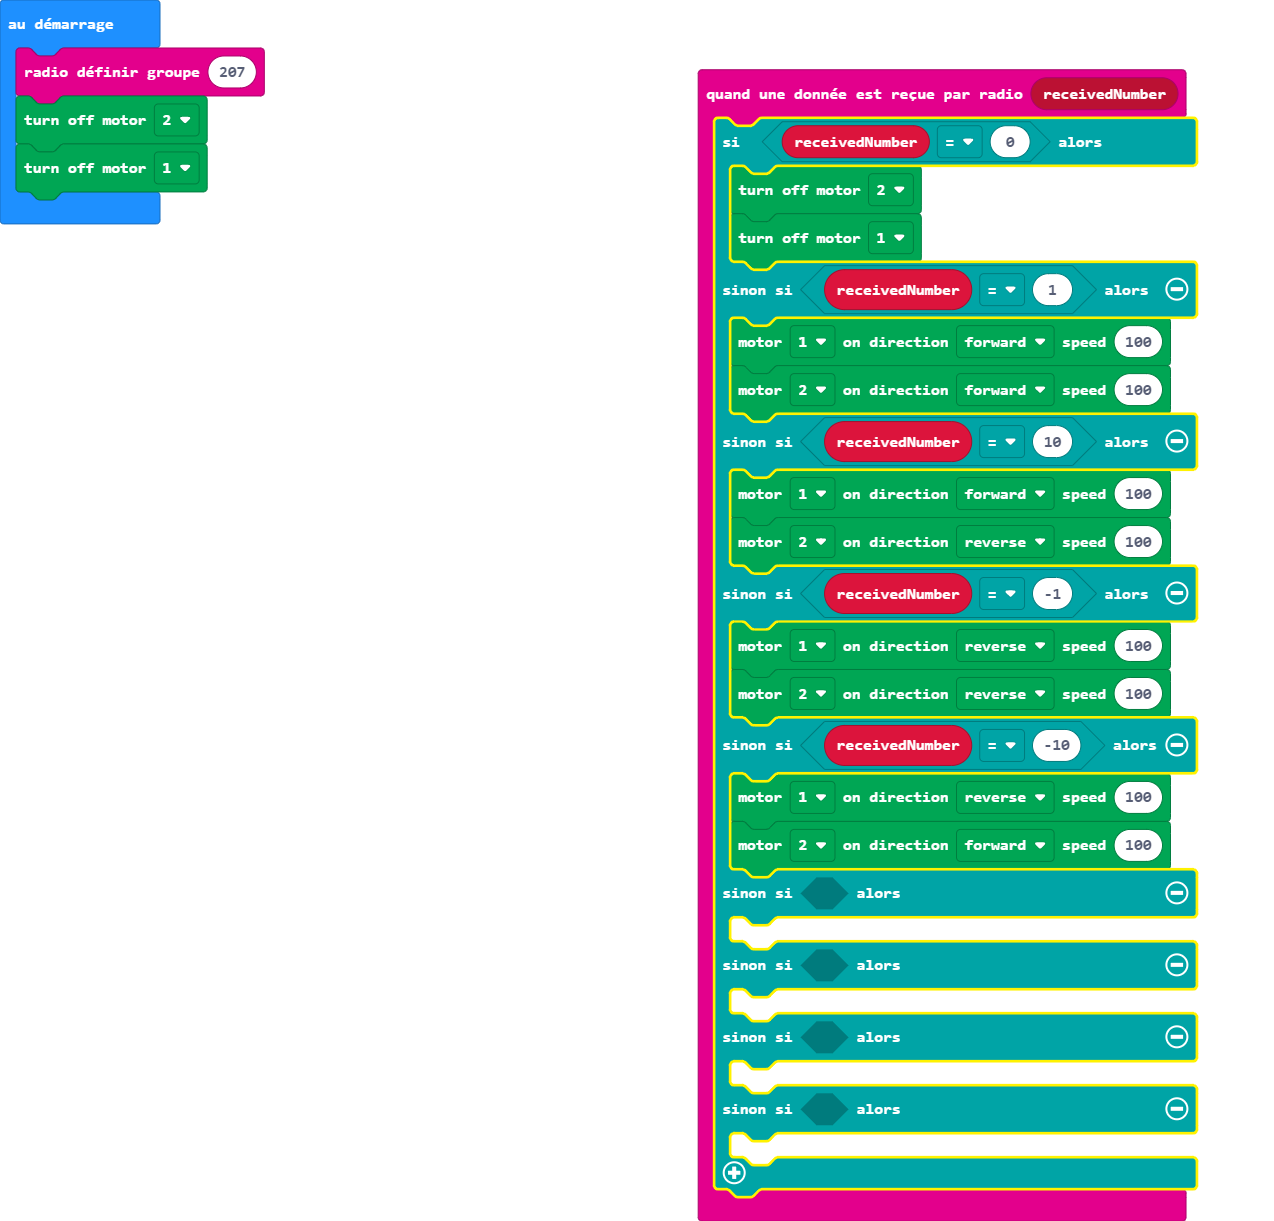 au démarrage
radio définir groupe 207
turn off motor 2
turn off motor 1
quand une donnée est reçue par radio receivedNumber
si receivedNumber = 0 alors
turn off motor 2
turn off motor 1
sinon si receivedNumber = 1 alors
motor 1 on direction forward speed 100
motor 2 on direction forward speed 100
sinon si receivedNumber = 10 alors
motor 1 on direction forward speed 100
motor 2 on direction reverse speed 100
sinon si receivedNumber = -1 alors
motor 1 on direction reverse speed 100
motor 2 on direction reverse speed 100
sinon si receivedNumber = -10 alors
motor 1 on direction reverse speed 100
motor 2 on direction forward speed 100
sinon si alors
sinon si alors
sinon si alors
sinon si alors